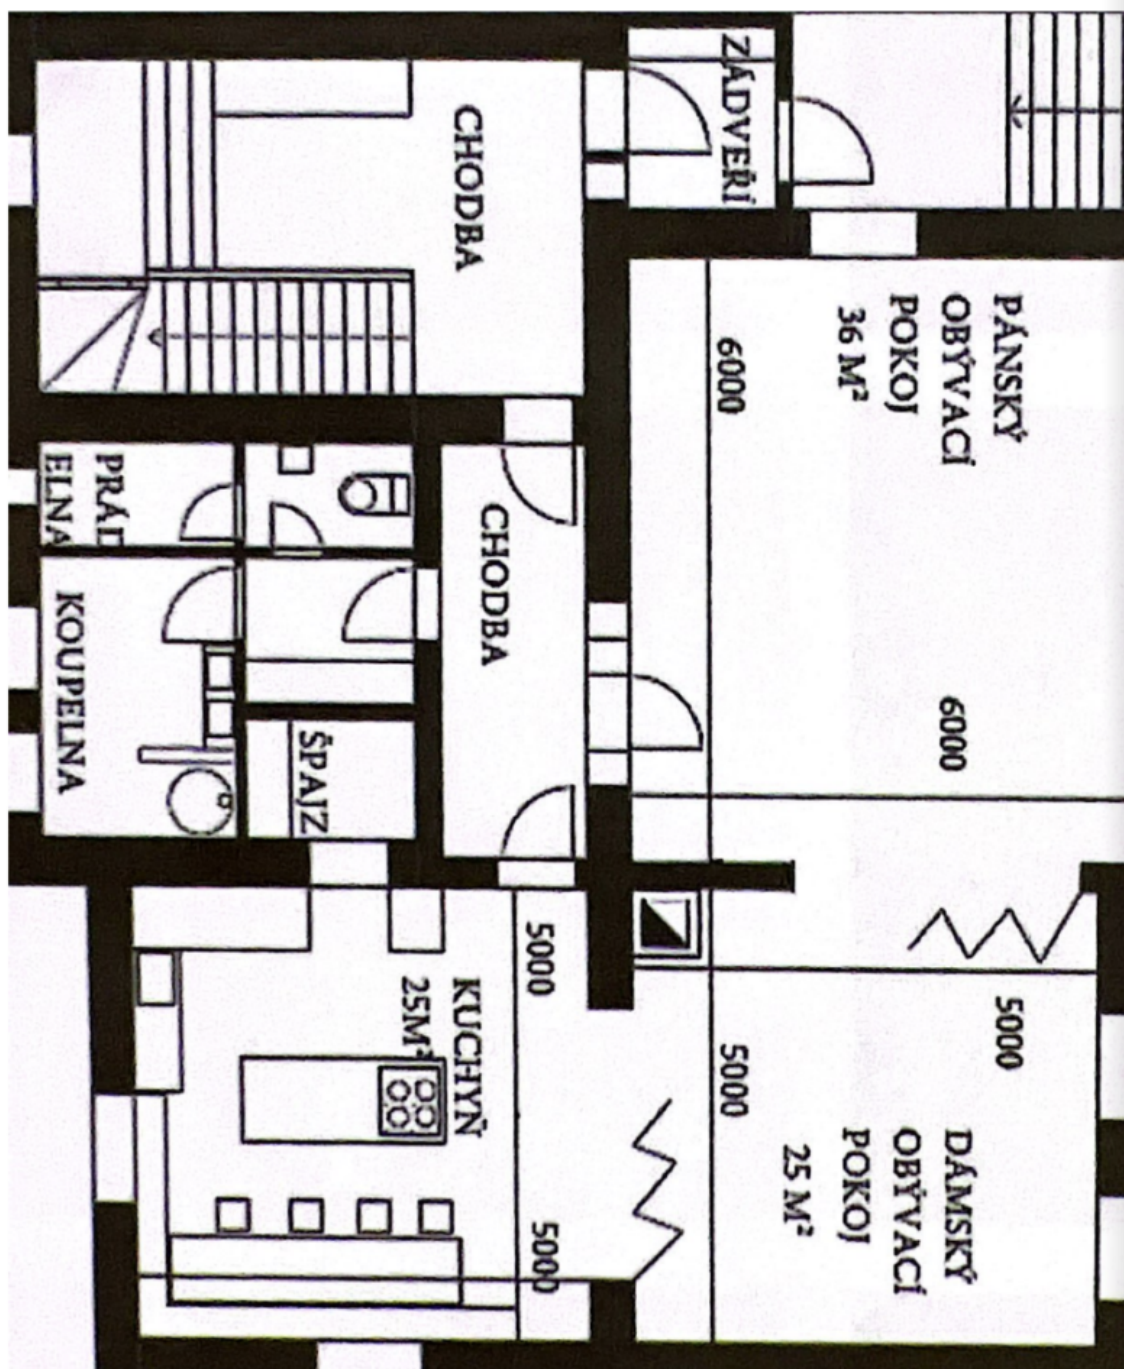 ZÁDVEŘÍ
CHODBA
PÁNSKÝ
OBÝVACÍ
POKOJ
36 M²
6000
6000
PRÁD
ELNA
CHODBA
KOUPELNA
ŠPAJZ
5000
KUCHYŇ
25M²
5000
5000
5000
DÁMSKÝ
OBÝVACÍ
POKOJ
25 M²